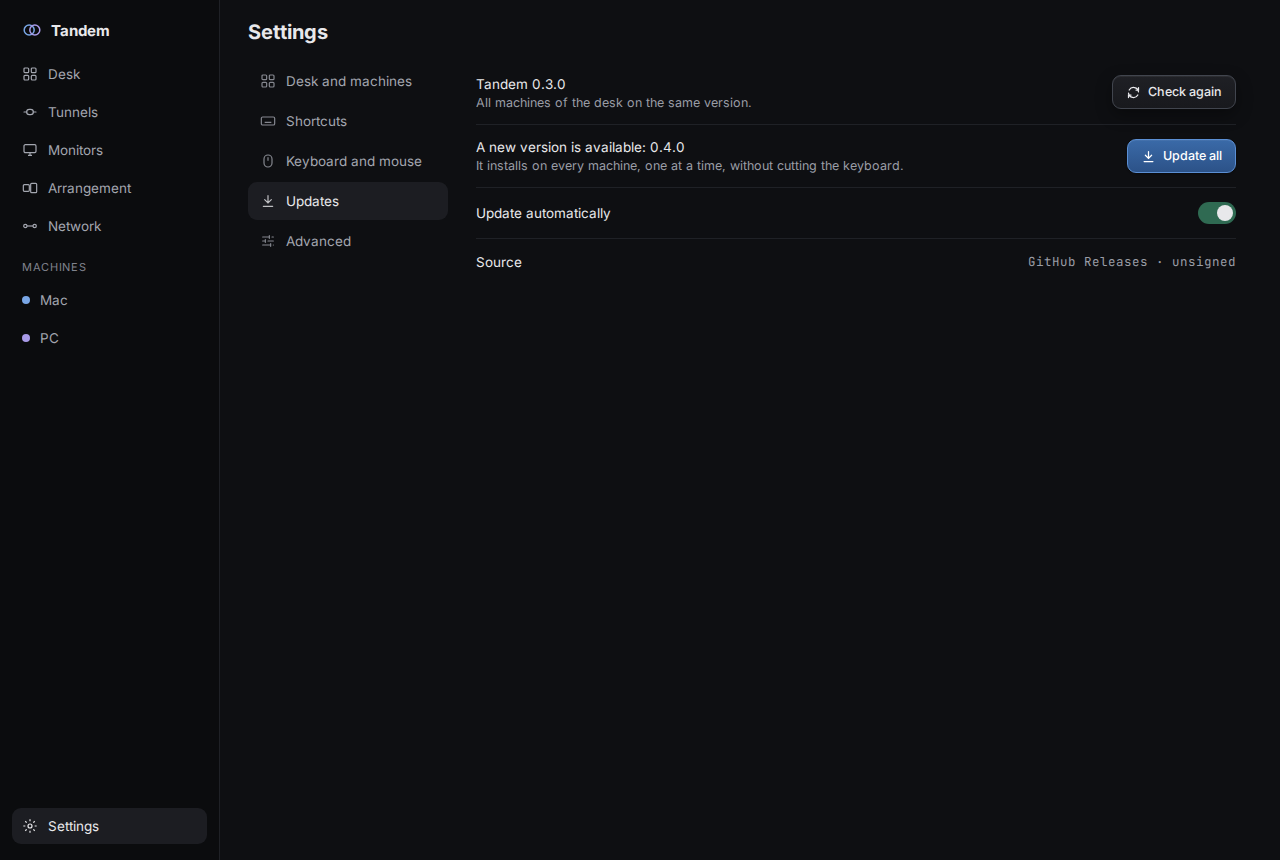 Tandem
Desk
Tunnels
Monitors
Arrangement
Network
MACHINES
Mac
PC
Settings
Settings
Desk and machines
Shortcuts
Keyboard and mouse
Updates
Advanced
Tandem 0.3.0
All machines of the desk on the same version.
Check again
A new version is available: 0.4.0
It installs on every machine, one at a time, without cutting the keyboard.
Update all
Update automatically
Source
GitHub Releases · unsigned